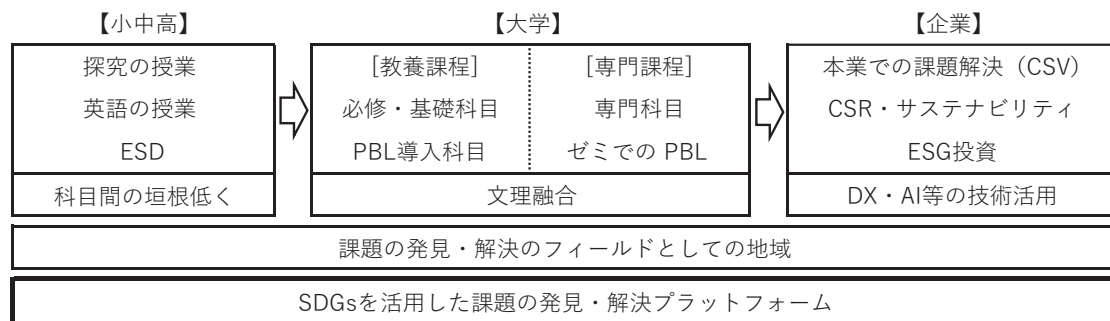 【小中高】
探究の授業
英語の授業
ESD
科目間の垣根低く
【大学】
[教養課程]
必修・基礎科目
PBL導入科目
[専門課程]
専門科目
ゼミでの PBL
文理融合
【企業】
本業での課題解決（CSV）
CSR・サステナビリティ
ESG投資
DX・AI等の技術活用
課題の発見・解決のフィールドとしての地域
SDGsを活用した課題の発見・解決プラットフォーム